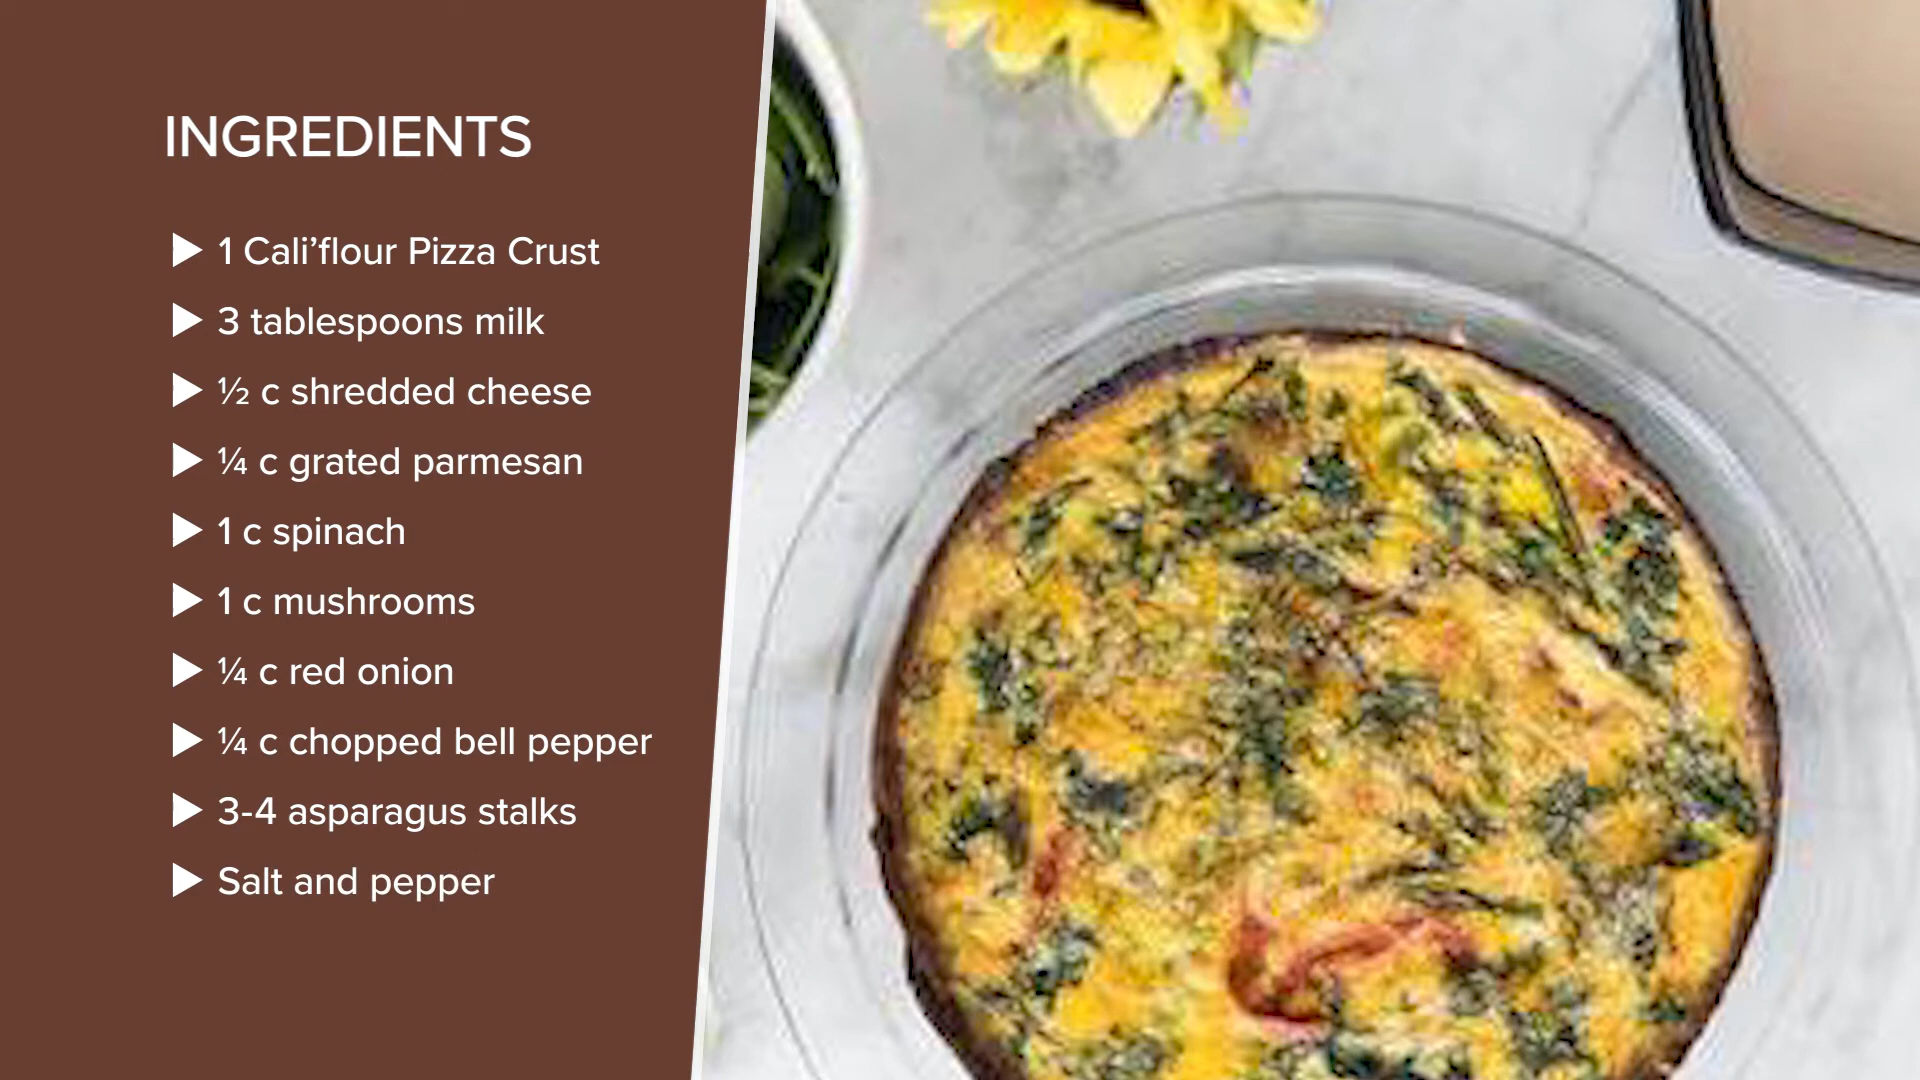 INGREDIENTS
▶ 1 Cali’flour Pizza Crust
▶ 3 tablespoons milk
▶ ½ c shredded cheese
▶ ¼ c grated parmesan
▶ 1 c spinach
▶ 1 c mushrooms
▶ ¼ c red onion
▶ ¼ c chopped bell pepper
▶ 3-4 asparagus stalks
▶ Salt and pepper